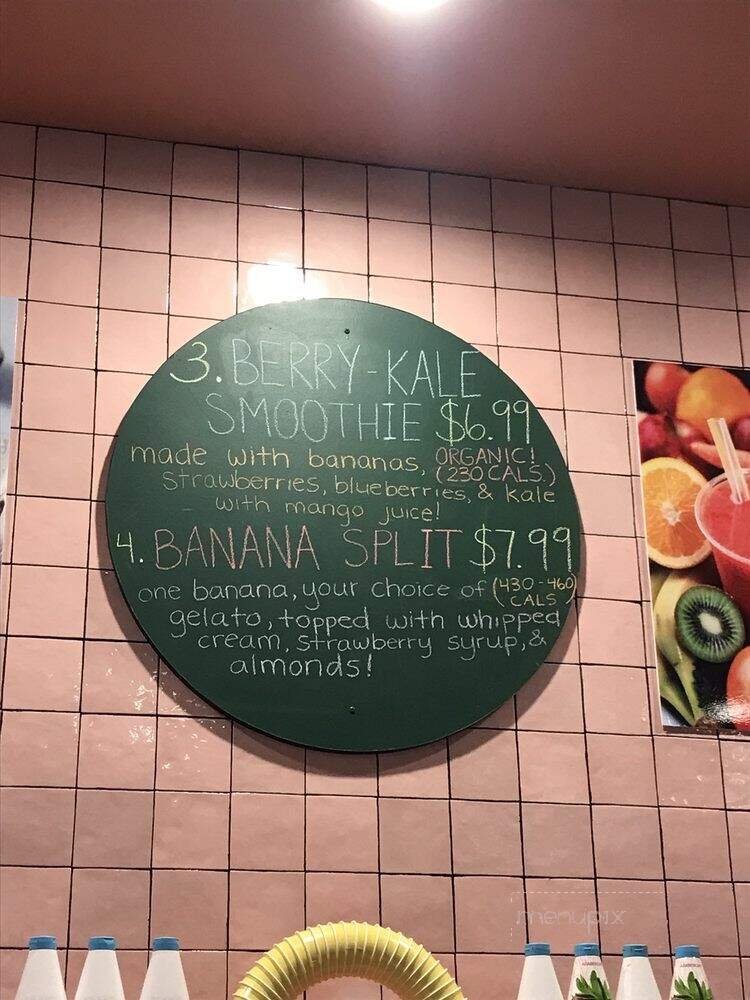 3. BERRY-KALE
SMOOTHIE $6.99
made with bananas, ORGANIC!
(230 CALS.)
strawberries, blueberries, & kale
with mango juice!
4. BANANA SPLIT $7.99
one banana, your choice of (430-460)
CALS
gelato, topped with whipped
cream, strawberry syrup, &
almonds!
menupix